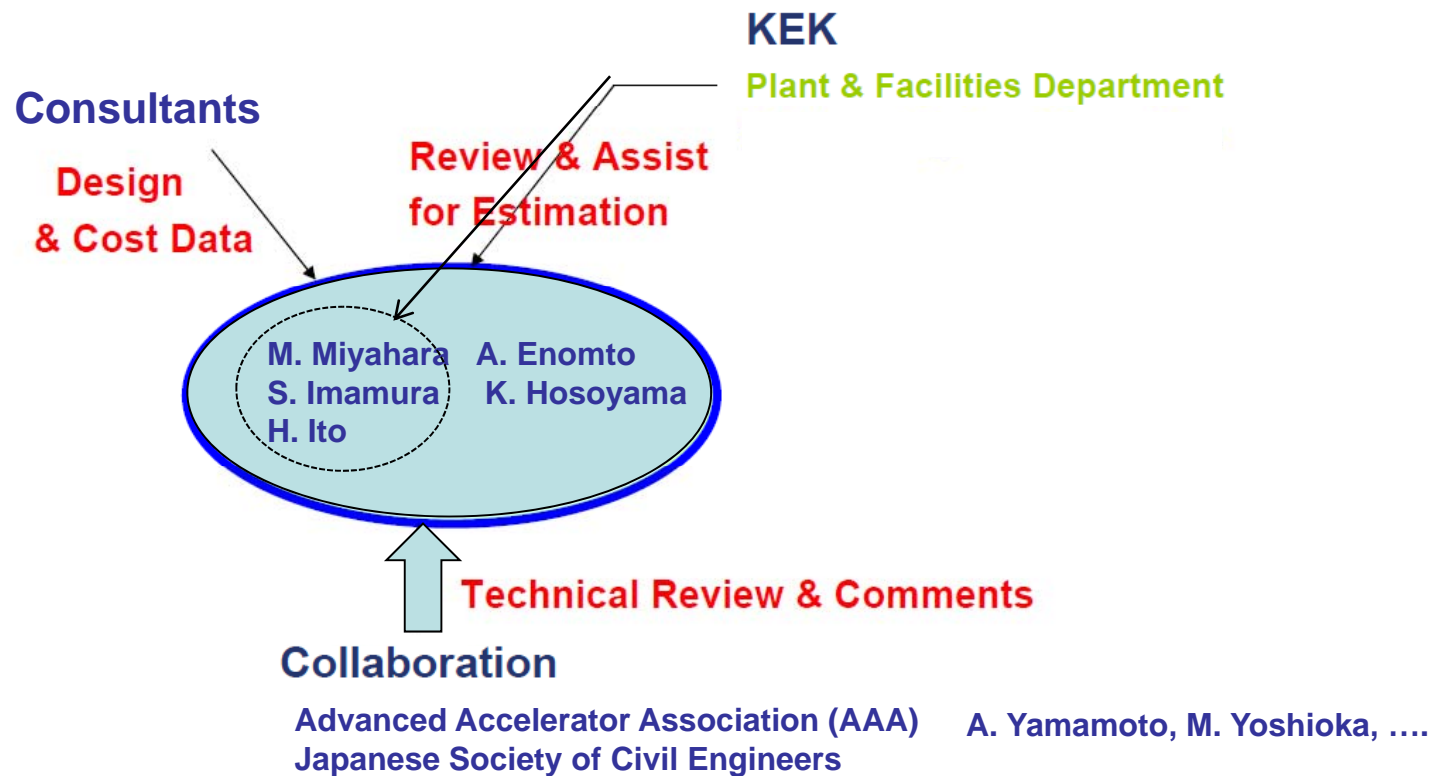 KEK
Plant & Facilities Department
Consultants
Design
& Cost Data
Review & Assist
for Estimation
M. Miyahara A. Enomto
S. Imamura K. Hosoyama
H. Ito
Technical Review & Comments
Collaboration
Advanced Accelerator Association (AAA) A. Yamamoto, M. Yoshioka, ....
Japanese Society of Civil Engineers